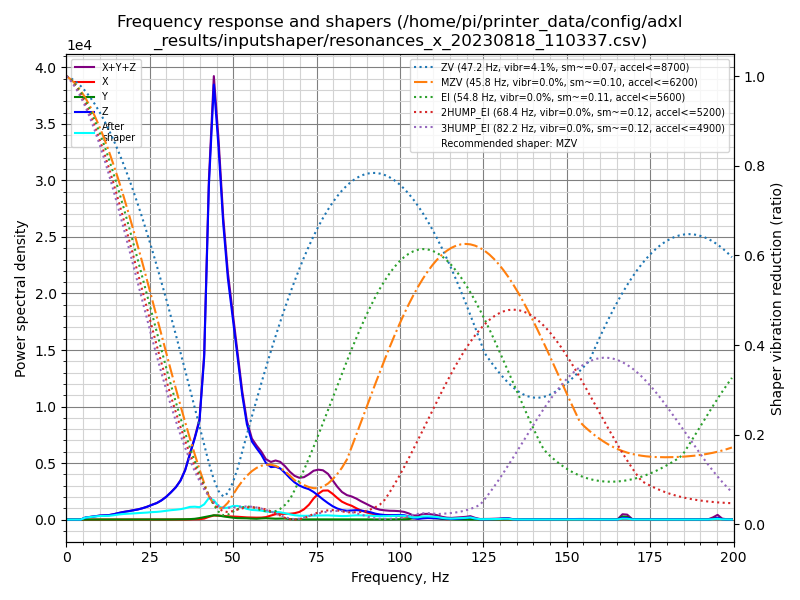 Frequency response and shapers (/home/pi/printer_data/config/adxl
_results/inputshaper/resonances_x_20230818_110337.csv)
1e4
X+Y+Z
X
Y
Z
After
shaper
ZV (47.2 Hz, vibr=4.1%, sm~=0.07, accel<=8700)
MZV (45.8 Hz, vibr=0.0%, sm~=0.10, accel<=6200)
EI (54.8 Hz, vibr=0.0%, sm~=0.11, accel<=5600)
2HUMP_EI (68.4 Hz, vibr=0.0%, sm~=0.12, accel<=5200)
3HUMP_EI (82.2 Hz, vibr=0.0%, sm~=0.12, accel<=4900)
Recommended shaper: MZV
4.0
3.5
3.0
2.5
2.0
1.5
1.0
0.5
0.0
Power spectral density
1.0
0.8
0.6
0.4
0.2
0.0
Shaper vibration reduction (ratio)
0 25 50 75 100 125 150 175 200
Frequency, Hz